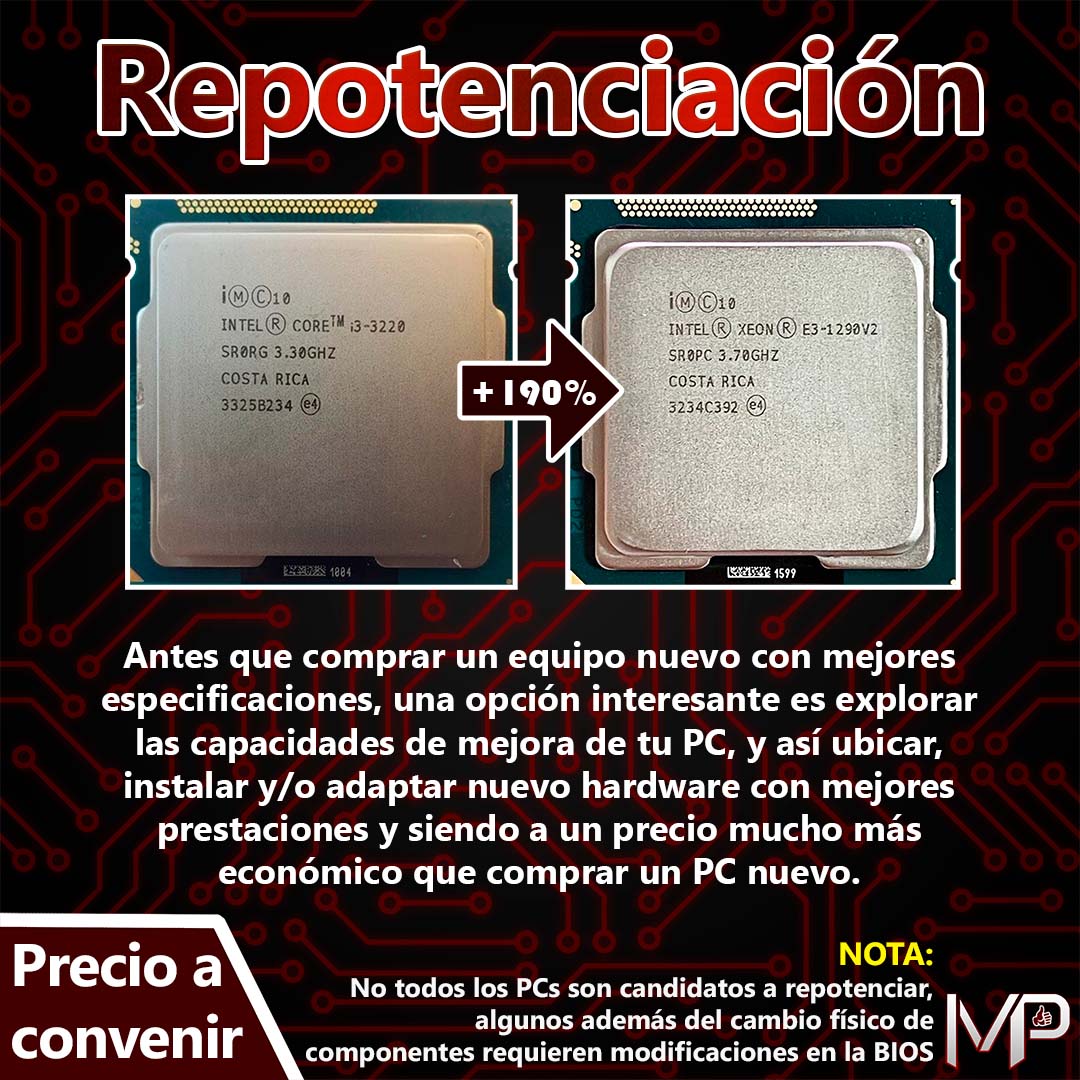 Repotenciación
i Ⓜ Ⓒ10
INTEL® CORE™ i3-3220
SR0RG 3.30GHZ
COSTA RICA
3325B234 e4
1004
+190%
i Ⓜ Ⓒ10
INTEL® XEON® E3-1290V2
SR0PC 3.70GHZ
COSTA RICA
3234C392 e4
1599
Antes que comprar un equipo nuevo con mejores
especificaciones, una opción interesante es explorar
las capacidades de mejora de tu PC, y así ubicar,
instalar y/o adaptar nuevo hardware con mejores
prestaciones y siendo a un precio mucho más
económico que comprar un PC nuevo.
Precio a
convenir
NOTA:
No todos los PCs son candidatos a repotenciar,
algunos además del cambio físico de
componentes requieren modificaciones en la BIOS
MP